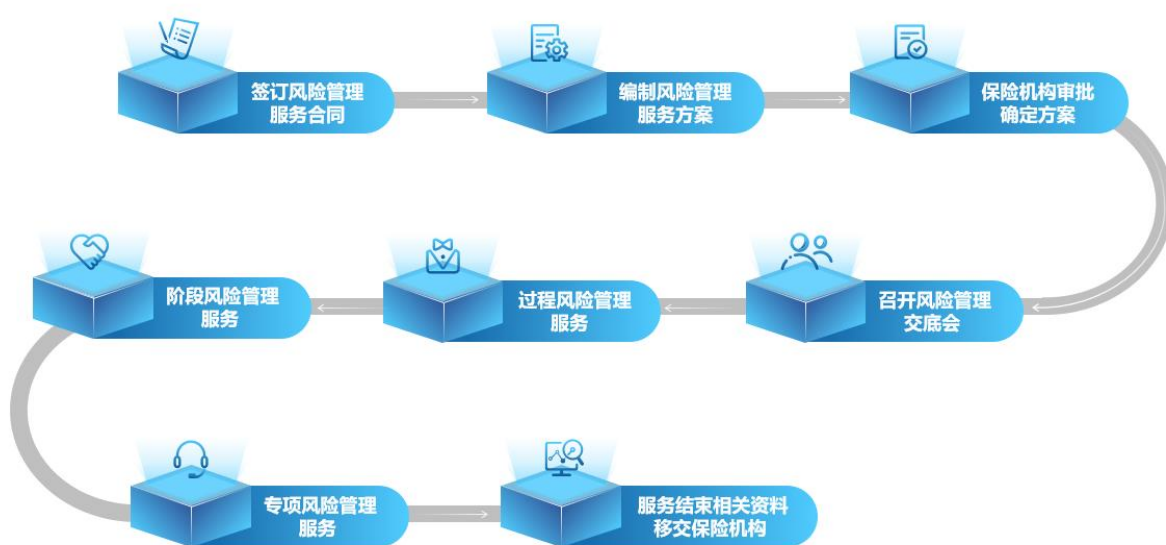 签订风险管理
服务合同
编制风险管理
服务方案
保险机构审批
确定方案
召开风险管理
交底会
过程风险管理
服务
阶段风险管理
服务
专项风险管理
服务
服务结束相关资料
移交保险机构